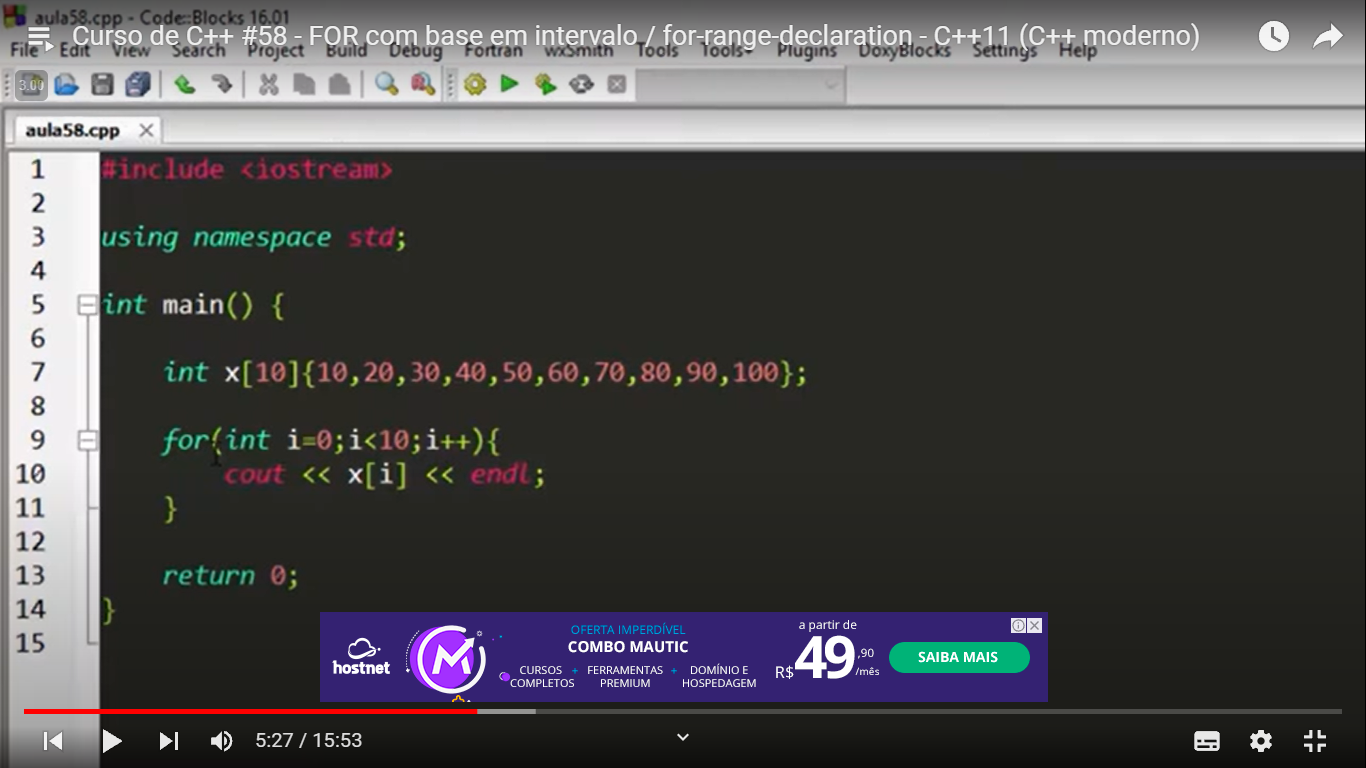 aula58.cpp - Code::Blocks 16.01
Curso de C++ #58 - FOR com base em intervalo / for-range-declaration - C++11 (C++ moderno)
File Edit View Search Project Build Debug Fortran wxSmith Tools Tools+ Plugins DoxyBlocks Settings Help
3.00
aula58.cpp
1 #include <iostream>
2
3 using namespace std;
4
5 int main() {
6
7 int x[10]{10,20,30,40,50,60,70,80,90,100};
8
9 for(int i=0;i<10;i++){
10 cout << x[i] << endl;
11 }
12
13 return 0;
14 }
15
hostnet
OFERTA IMPERDÍVEL
COMBO MAUTIC
CURSOS COMPLETOS + FERRAMENTAS PREMIUM + DOMÍNIO E HOSPEDAGEM
a partir de
R$49,90/mês
SAIBA MAIS
5:27 / 15:53